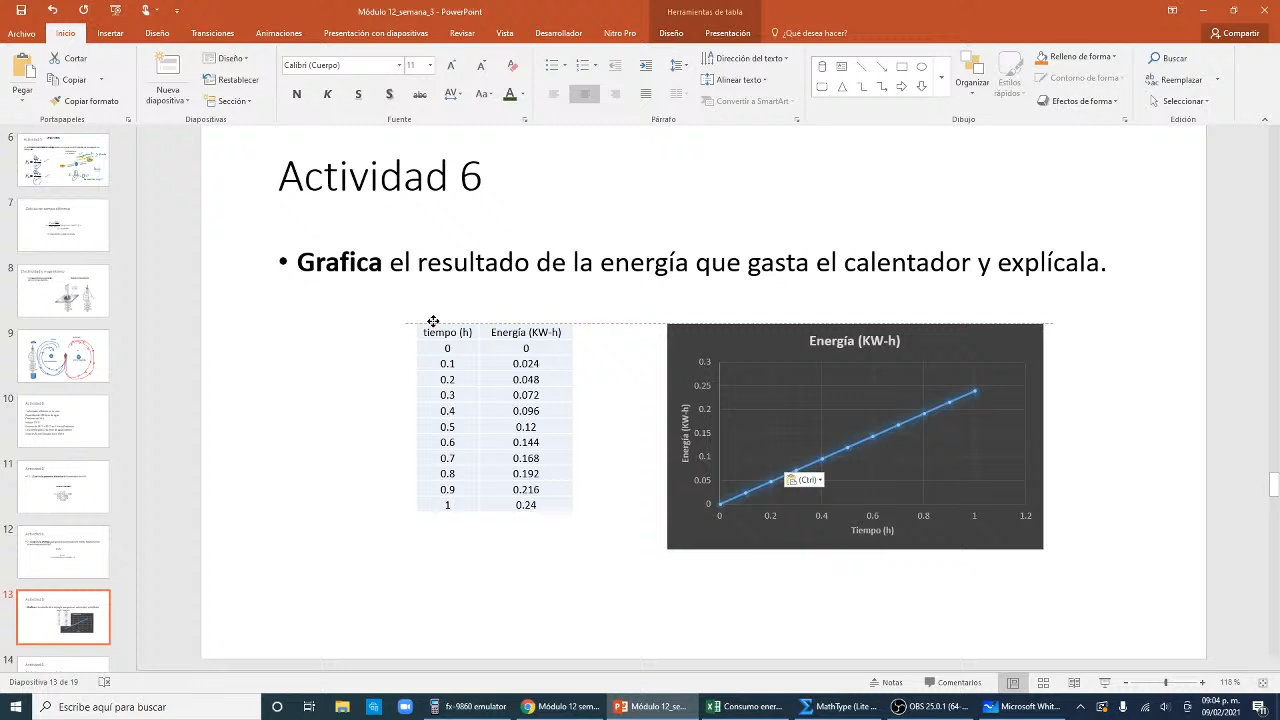 Módulo 12_semana_3 - PowerPoint
Herramientas de tabla
Archivo Inicio Insertar Diseño Transiciones Animaciones Presentación con diapositivas Revisar Vista Desarrollador Nitro Pro Diseño Presentación ¿Qué desea hacer? Compartir
Pegar
Cortar
Copiar
Copiar formato
Portapapeles
Nueva diapositiva
Diseño
Restablecer
Sección
Diapositivas
Calibri (Cuerpo) 11
N K S S abc AV Aa A
Fuente
Dirección del texto
Alinear texto
Convertir a SmartArt
Párrafo
Organizar
Estilos rápidos
Relleno de forma
Contorno de forma
Efectos de forma
Dibujo
Buscar
Reemplazar
Seleccionar
Edición
6
7
9
12
13
14
Actividad 6
• Grafica el resultado de la energía que gasta el calentador y explícala.
tiempo (h) Energía (KW-h)
0 0
0.1 0.024
0.2 0.048
0.3 0.072
0.096
0.5 0.12
0.6 0.144
0.7 0.168
0.8 0.192
0.9 0.216
1 0.24
Energía (KW-h)
0.3
0.25
0.2
0.15
0.1
0.05
0
Energía (KW-h)
(Ctrl)
0 0.2 0.4 0.6 0.8 1 1.2
Tiempo (h)
Diapositiva 13 de 19
Notas Comentarios 118 %
Escribe aquí para buscar
fx-9860 emulator
Módulo 12 sem...
Módulo 12_se...
Consumo ener...
MathType (Lite ...
OBS 25.0.1 (64...
Microsoft Whit...
09:04 p. m.
09/02/2021